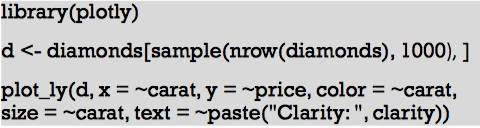 library(plotly)
d <- diamonds[sample(nrow(diamonds), 1000), ]
plot_ly(d, x = ~carat, y = ~price, color = ~carat,
size = ~carat, text = ~paste("Clarity: ", clarity))